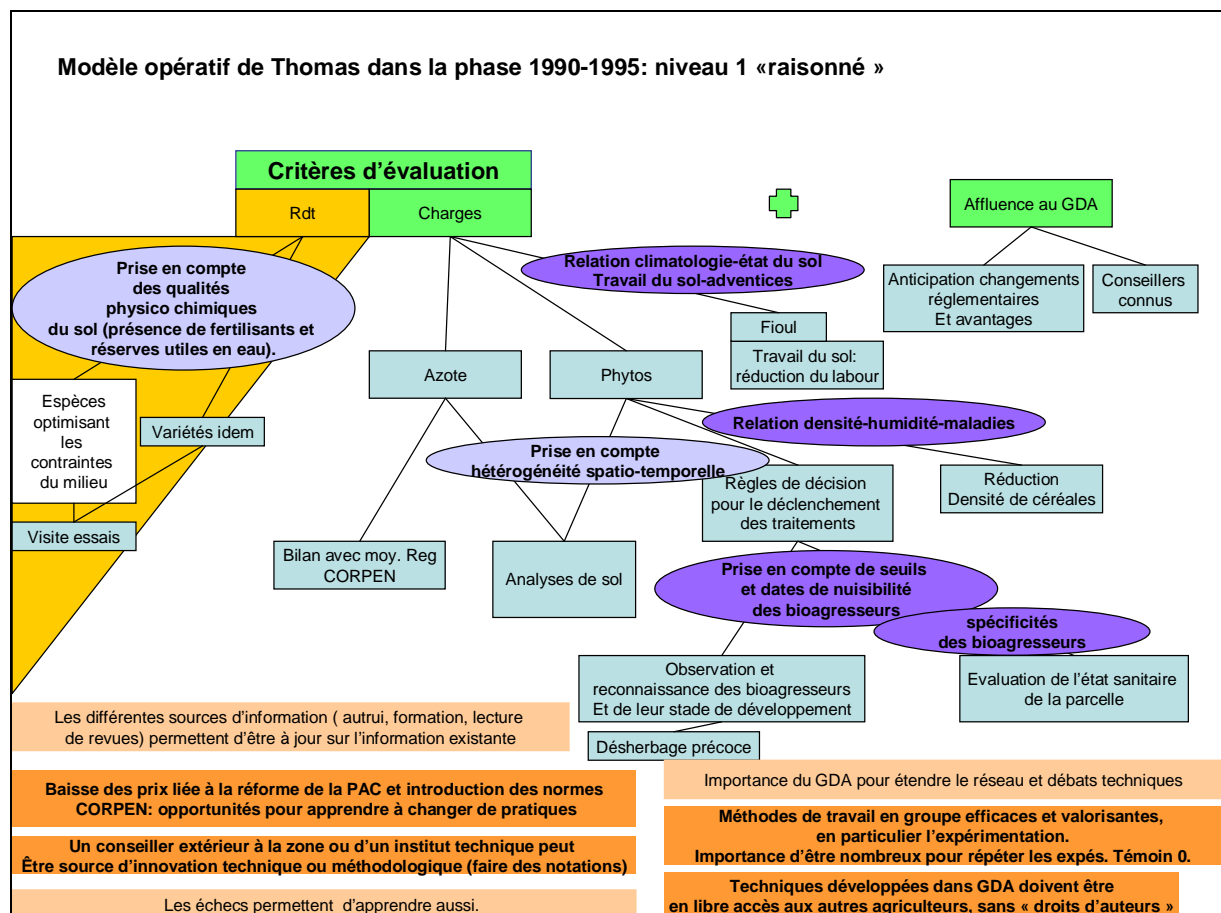 Modèle opératif de Thomas dans la phase 1990-1995: niveau 1 «raisonné »
Critères d'évaluation
Rdt
Charges
Affluence au GDA
Prise en compte
des qualités
physico chimiques
du sol (présence de fertilisants et
réserves utiles en eau).
Relation climatologie-état du sol
Travail du sol-adventices
Anticipation changements
réglementaires
Et avantages
Conseillers
connus
Fioul
Travail du sol:
réduction du labour
Azote
Phytos
Espèces
optimisant
les
contraintes
du milieu
Variétés idem
Relation densité-humidité-maladies
Prise en compte
hétérogénéité spatio-temporelle
Règles de décision
pour le déclenchement
des traitements
Réduction
Densité de céréales
Visite essais
Bilan avec moy. Reg
CORPEN
Analyses de sol
Prise en compte de seuils
et dates de nuisibilité
des bioagresseurs
spécificités
des bioagresseurs
Observation et
reconnaissance des bioagresseurs
Et de leur stade de développement
Evaluation de l'état sanitaire
de la parcelle
Désherbage précoce
Les différentes sources d'information ( autrui, formation, lecture
de revues) permettent d'être à jour sur l'information existante
Baisse des prix liée à la réforme de la PAC et introduction des normes
CORPEN: opportunités pour apprendre à changer de pratiques
Un conseiller extérieur à la zone ou d'un institut technique peut
Être source d'innovation technique ou méthodologique (faire des notations)
Les échecs permettent d'apprendre aussi.
Importance du GDA pour étendre le réseau et débats techniques
Méthodes de travail en groupe efficaces et valorisantes,
en particulier l'expérimentation.
Importance d'être nombreux pour répéter les expés. Témoin 0.
Techniques développées dans GDA doivent être
en libre accès aux autres agriculteurs, sans « droits d'auteurs »